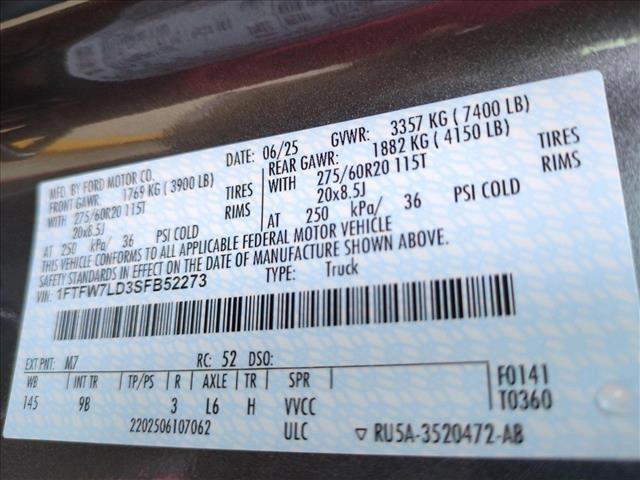 MFD. BY FORD MOTOR CO. DATE: 06/25 GVWR: 3357 KG ( 7400 LB)
FRONT GAWR: 1769 KG ( 3900 LB) REAR GAWR: 1882 KG ( 4150 LB)
WITH 275/60R20 115T TIRES WITH 275/60R20 115T TIRES
20x8.5J RIMS 20x8.5J RIMS
AT 250 kPa/ 36 PSI COLD AT 250 kPa/ 36 PSI COLD
THIS VEHICLE CONFORMS TO ALL APPLICABLE FEDERAL MOTOR VEHICLE
SAFETY STANDARDS IN EFFECT ON THE DATE OF MANUFACTURE SHOWN ABOVE.
VIN: 1FTFW7LD3SFB52273 TYPE: Truck
EXT PNT: M7 RC: 52 DSO:
WB INT TR TP/PS R AXLE TR SPR F0141
145 9B 3 L6 H VVCC T0360
2202506107062 ULC ▽ RU5A-3520472-AB